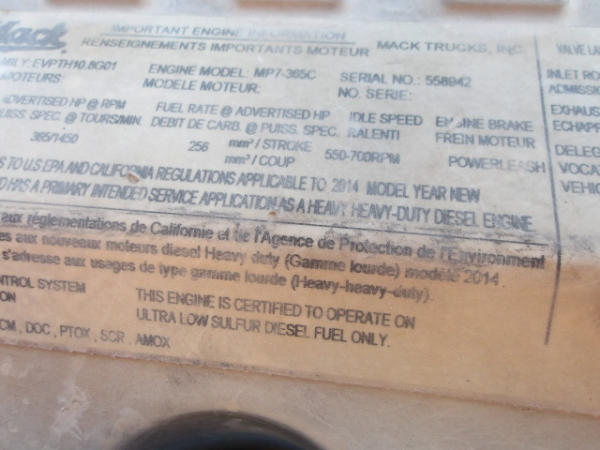 Mack
IMPORTANT ENGINE INFORMATION
RENSEIGNEMENTS IMPORTANTS MOTEUR
MACK TRUCKS, INC.
MILY: EVPTH10.8G01
MOTEURS:
ENGINE MODEL: MP7-365C
MODELE MOTEUR:
SERIAL NO.: 558942
NO. SERIE:
ADVERTISED HP @ RPM
PUISS. SPEC. @ TOURS/MIN.
365/1450
FUEL RATE @ ADVERTISED HP
DEBIT DE CARB. @ PUISS. SPEC.
256 mm³ / STROKE
mm³ / COUP
IDLE SPEED
RALENTI
550-700RPM
ENGINE BRAKE
FREIN MOTEUR
POWERLEASH
S TO U.S EPA AND CALIFORNIA REGULATIONS APPLICABLE TO 2014 MODEL YEAR NEW
D HAS A PRIMARY INTENDED SERVICE APPLICATION AS A HEAVY HEAVY-DUTY DIESEL ENGINE
aux réglementations de Californie et de l'Agence de Protection de l'Environment
es aux nouveaux moteurs diesel Heavy duty (Gamme lourde) modèle 2014
s'adresse aux usages de type gamme lourde (Heavy-heavy-duty).
NTROL SYSTEM
ION
CM, DOC, PTOX, SCR, AMOX
THIS ENGINE IS CERTIFIED TO OPERATE ON
ULTRA LOW SULFUR DIESEL FUEL ONLY.
VALVE LA
INLET RO
ADMISSI
EXHAUS
ECHAPP
DELEG
VOCAT
VEHIC